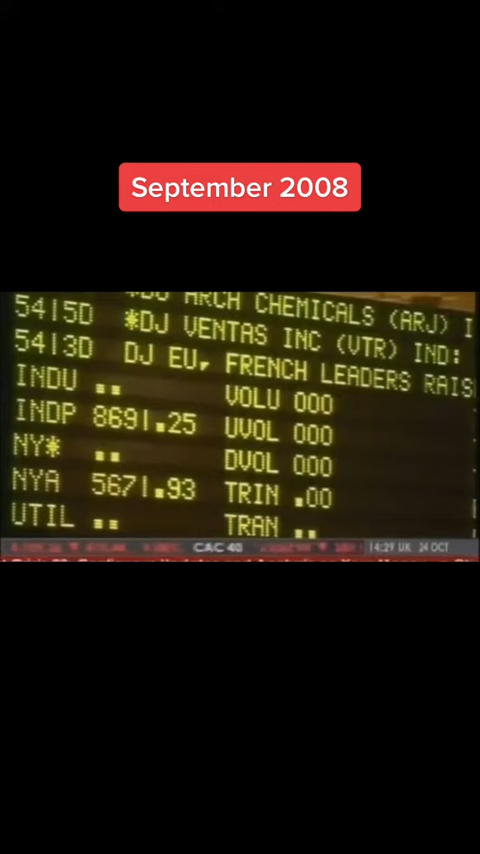 September 2008
ARCH CHEMICALS (ARJ) I
5415D *DJ VENTAS INC (VTR) IND:
5413D DJ EU, FRENCH LEADERS RAIS
INDU .. VOLU 000
INDP 8691.25 UVOL 000
NY* .. DVOL 000
NYA 5671.93 TRIN .00
UTIL .. TRAN ..
CAC 40 14:29 UK 24 OCT